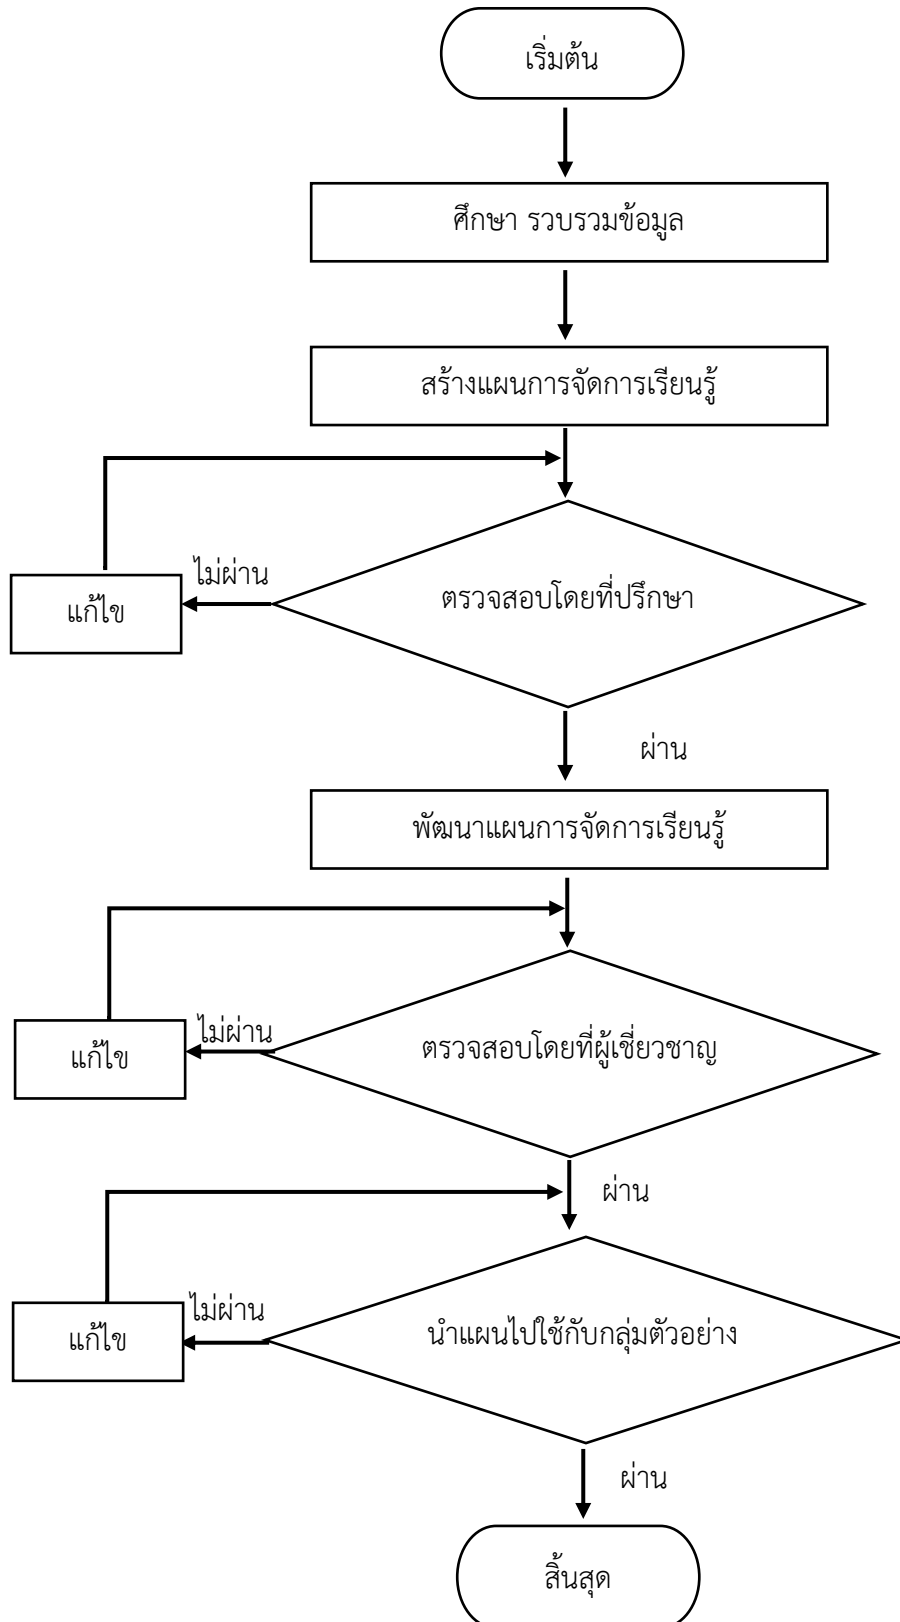 เริ่มต้น
ศึกษา รวบรวมข้อมูล
สร้างแผนการจัดการเรียนรู้
ตรวจสอบโดยที่ปรึกษา
ไม่ผ่าน
แก้ไข
ผ่าน
พัฒนาแผนการจัดการเรียนรู้
ตรวจสอบโดยที่ผู้เชี่ยวชาญ
ไม่ผ่าน
แก้ไข
ผ่าน
นำแผนไปใช้กับกลุ่มตัวอย่าง
ไม่ผ่าน
แก้ไข
ผ่าน
สิ้นสุด